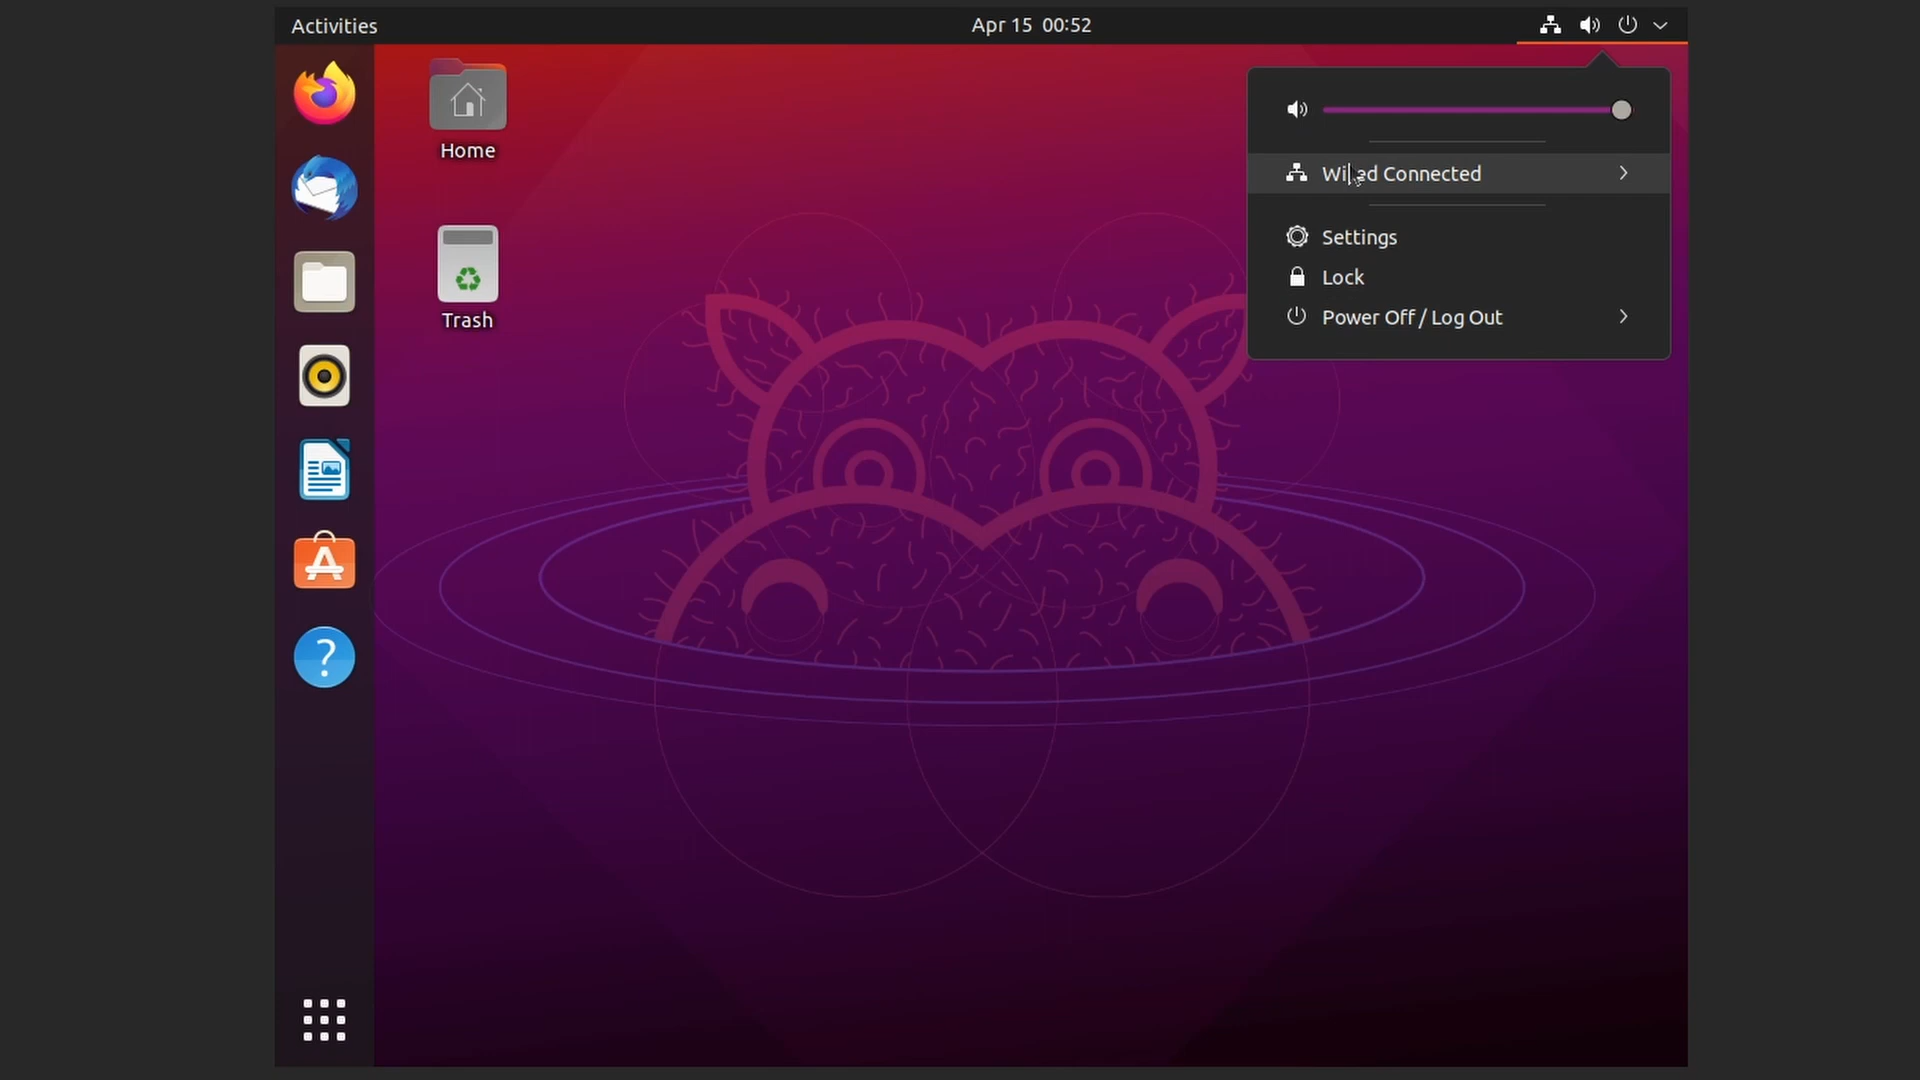 Activities
Apr 15 00:52
Home
Trash
Wired Connected
Settings
Lock
Power Off / Log Out